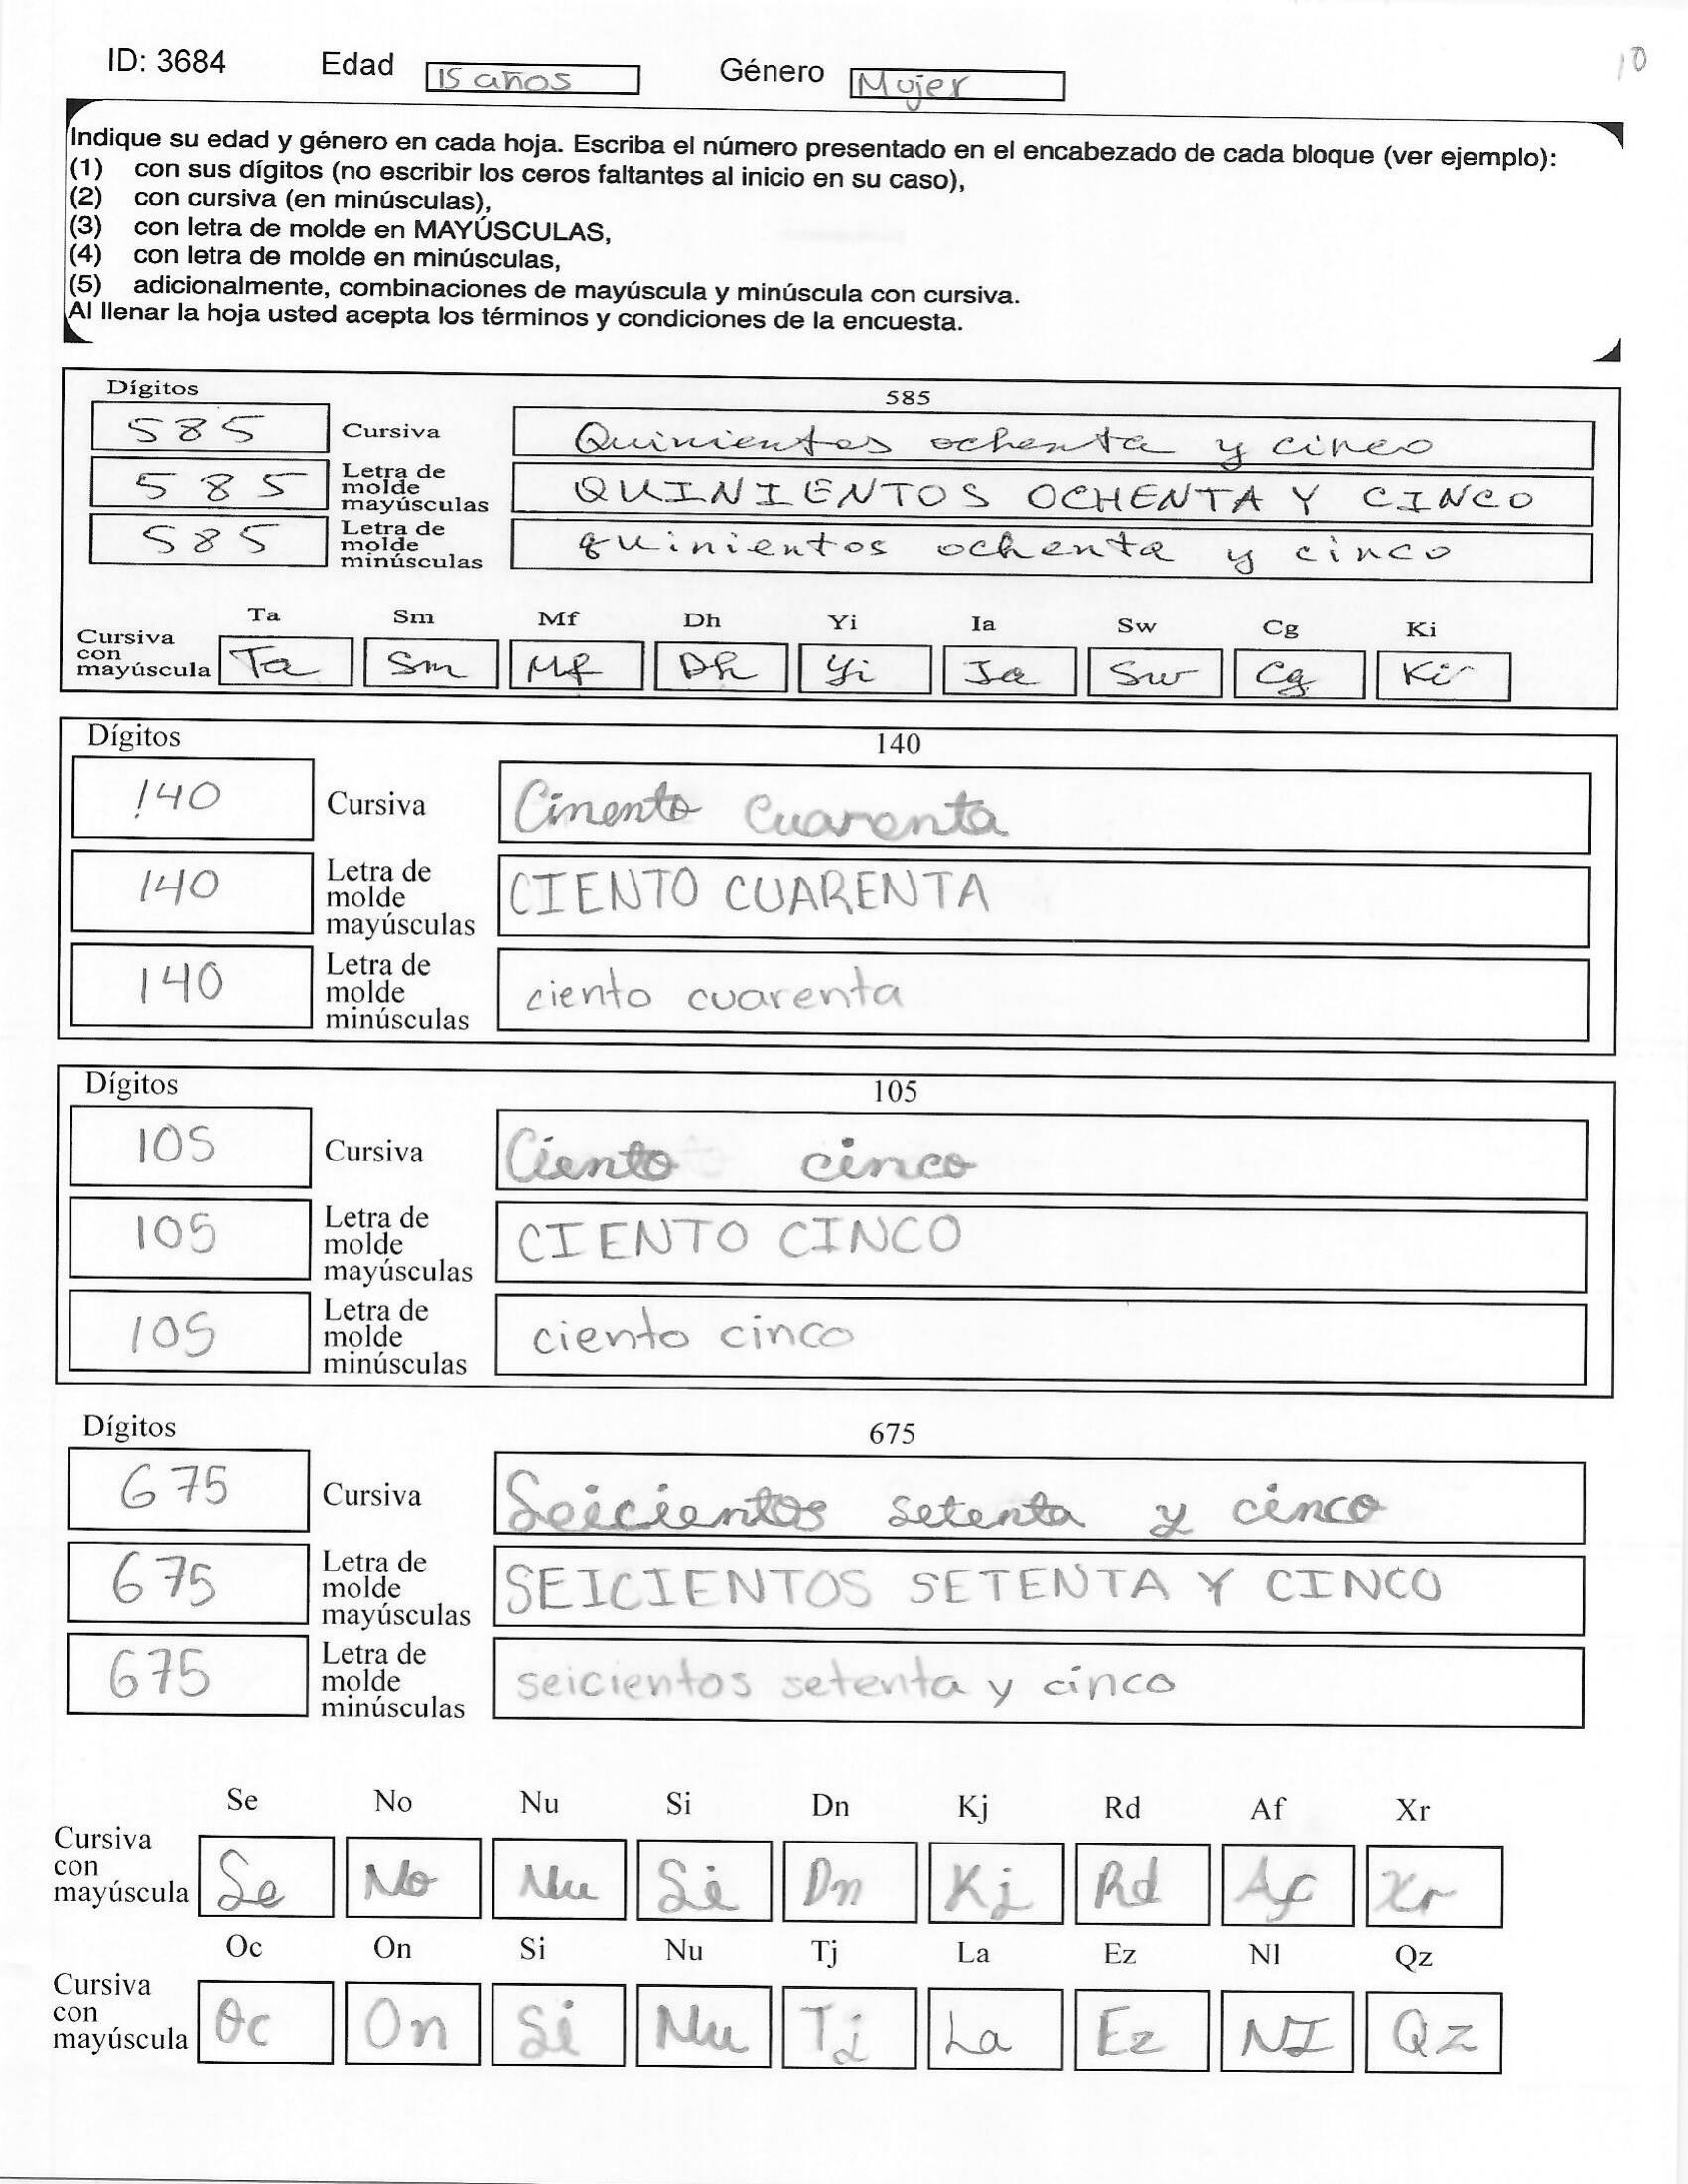 ID: 3684 Edad 15 años Género Mujer 10
Indique su edad y género en cada hoja. Escriba el número presentado en el encabezado de cada bloque (ver ejemplo):
(1) con sus dígitos (no escribir los ceros faltantes al inicio en su caso),
(2) con cursiva (en minúsculas),
(3) con letra de molde en MAYÚSCULAS,
(4) con letra de molde en minúsculas,
(5) adicionalmente, combinaciones de mayúscula y minúscula con cursiva.
Al llenar la hoja usted acepta los términos y condiciones de la encuesta.
Dígitos 585
585 Cursiva Quinientos ochenta y cinco
585 Letra de molde mayúsculas QUINIENTOS OCHENTA Y CINCO
585 Letra de molde minúsculas quinientos ochenta y cinco
Ta Sm Mf Dh Yi Ia Sw Cg Ki
Cursiva con mayúscula Ta Sm Mf Dh Yi Ia Sw Cg Ki
Dígitos 140
140 Cursiva Cinento cuarenta
140 Letra de molde mayúsculas CIENTO CUARENTA
140 Letra de molde minúsculas ciento cuarenta
Dígitos 105
105 Cursiva Ciento cinco
105 Letra de molde mayúsculas CIENTO CINCO
105 Letra de molde minúsculas ciento cinco
Dígitos 675
675 Cursiva Seicientos setenta y cinco
675 Letra de molde mayúsculas SEICIENTOS SETENTA Y CINCO
675 Letra de molde minúsculas seicientos setenta y cinco
Se No Nu Si Dn Kj Rd Af Xr
Cursiva con mayúscula Se No Nu Si Dn Kj Rd Af Xr
Oc On Si Nu Tj La Ez Nl Qz
Cursiva con mayúscula Oc On Si Nu Tj La Ez NI Qz